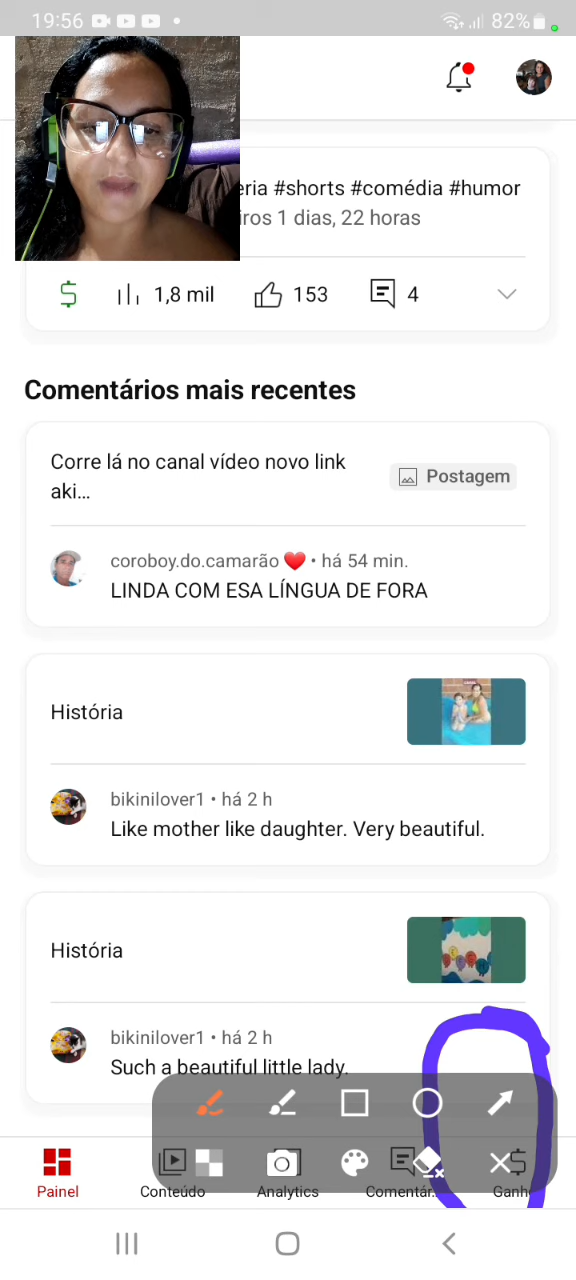 19:56
82%
eria #shorts #comédia #humor
iros 1 dias, 22 horas
1,8 mil
153
4
Comentários mais recentes
Corre lá no canal vídeo novo link
aki...
Postagem
coroboy.do.camarão ❤️ • há 54 min.
LINDA COM ESA LÍNGUA DE FORA
História
bikinilover1 • há 2 h
Like mother like daughter. Very beautiful.
História
bikinilover1 • há 2 h
Such a beautiful little lady.
Painel
Conteúdo
Analytics
Comentár...
Ganh